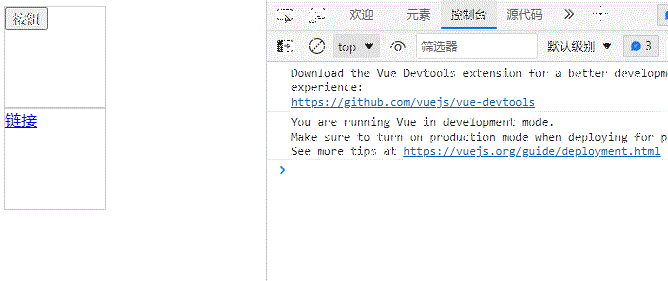 按钮
链接
欢迎 元素 控制台 源代码
top 筛选器 默认级别 3
Download the Vue Devtools extension for a better developm
experience:
https://github.com/vuejs/vue-devtools
You are running Vue in development mode.
Make sure to turn on production mode when deploying for p
See more tips at https://vuejs.org/guide/deployment.html